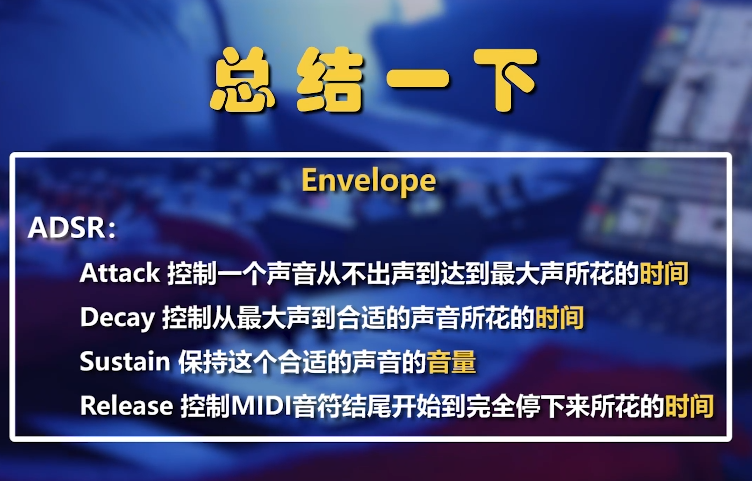 总结一下
Envelope
ADSR：
Attack 控制一个声音从不出声到达到最大声所花的时间
Decay 控制从最大声到合适的声音所花的时间
Sustain 保持这个合适的声音的音量
Release 控制MIDI音符结尾开始到完全停下来所花的时间